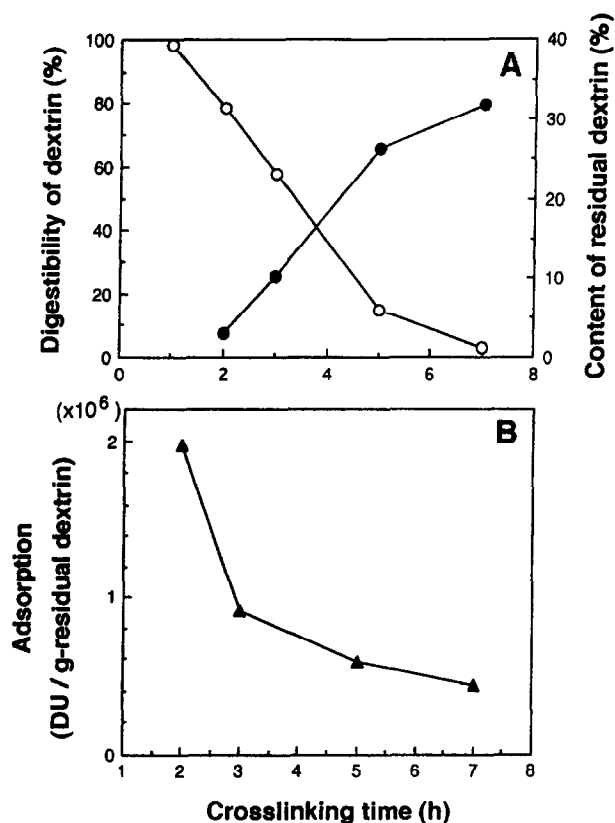 A
Digestibility of dextrin (%)
100
80
60
40
20
0
Content of residual dextrin (%)
40
30
20
10
0
0 2 4 6 8
B
(x10⁶)
Adsorption
(DU / g-residual dextrin)
2
1
0
1 2 3 4 5 6 7 8
Crosslinking time (h)